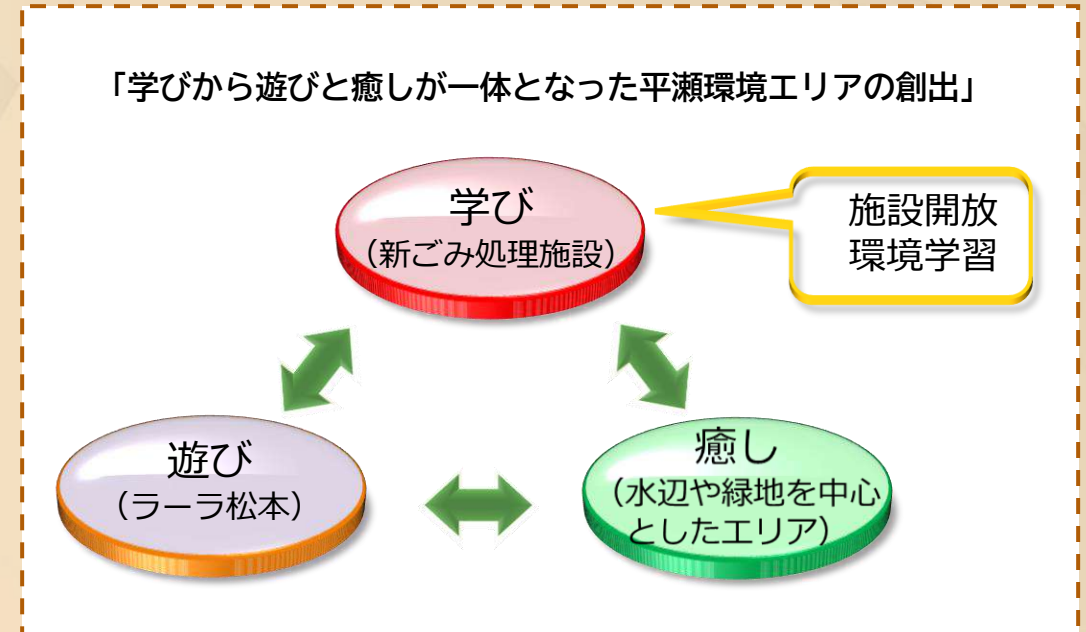 「学びから遊びと癒しが一体となった平瀬環境エリアの創出」
学び
（新ごみ処理施設）
施設開放
環境学習
遊び
（ラーラ松本）
癒し
（水辺や緑地を中心
としたエリア）